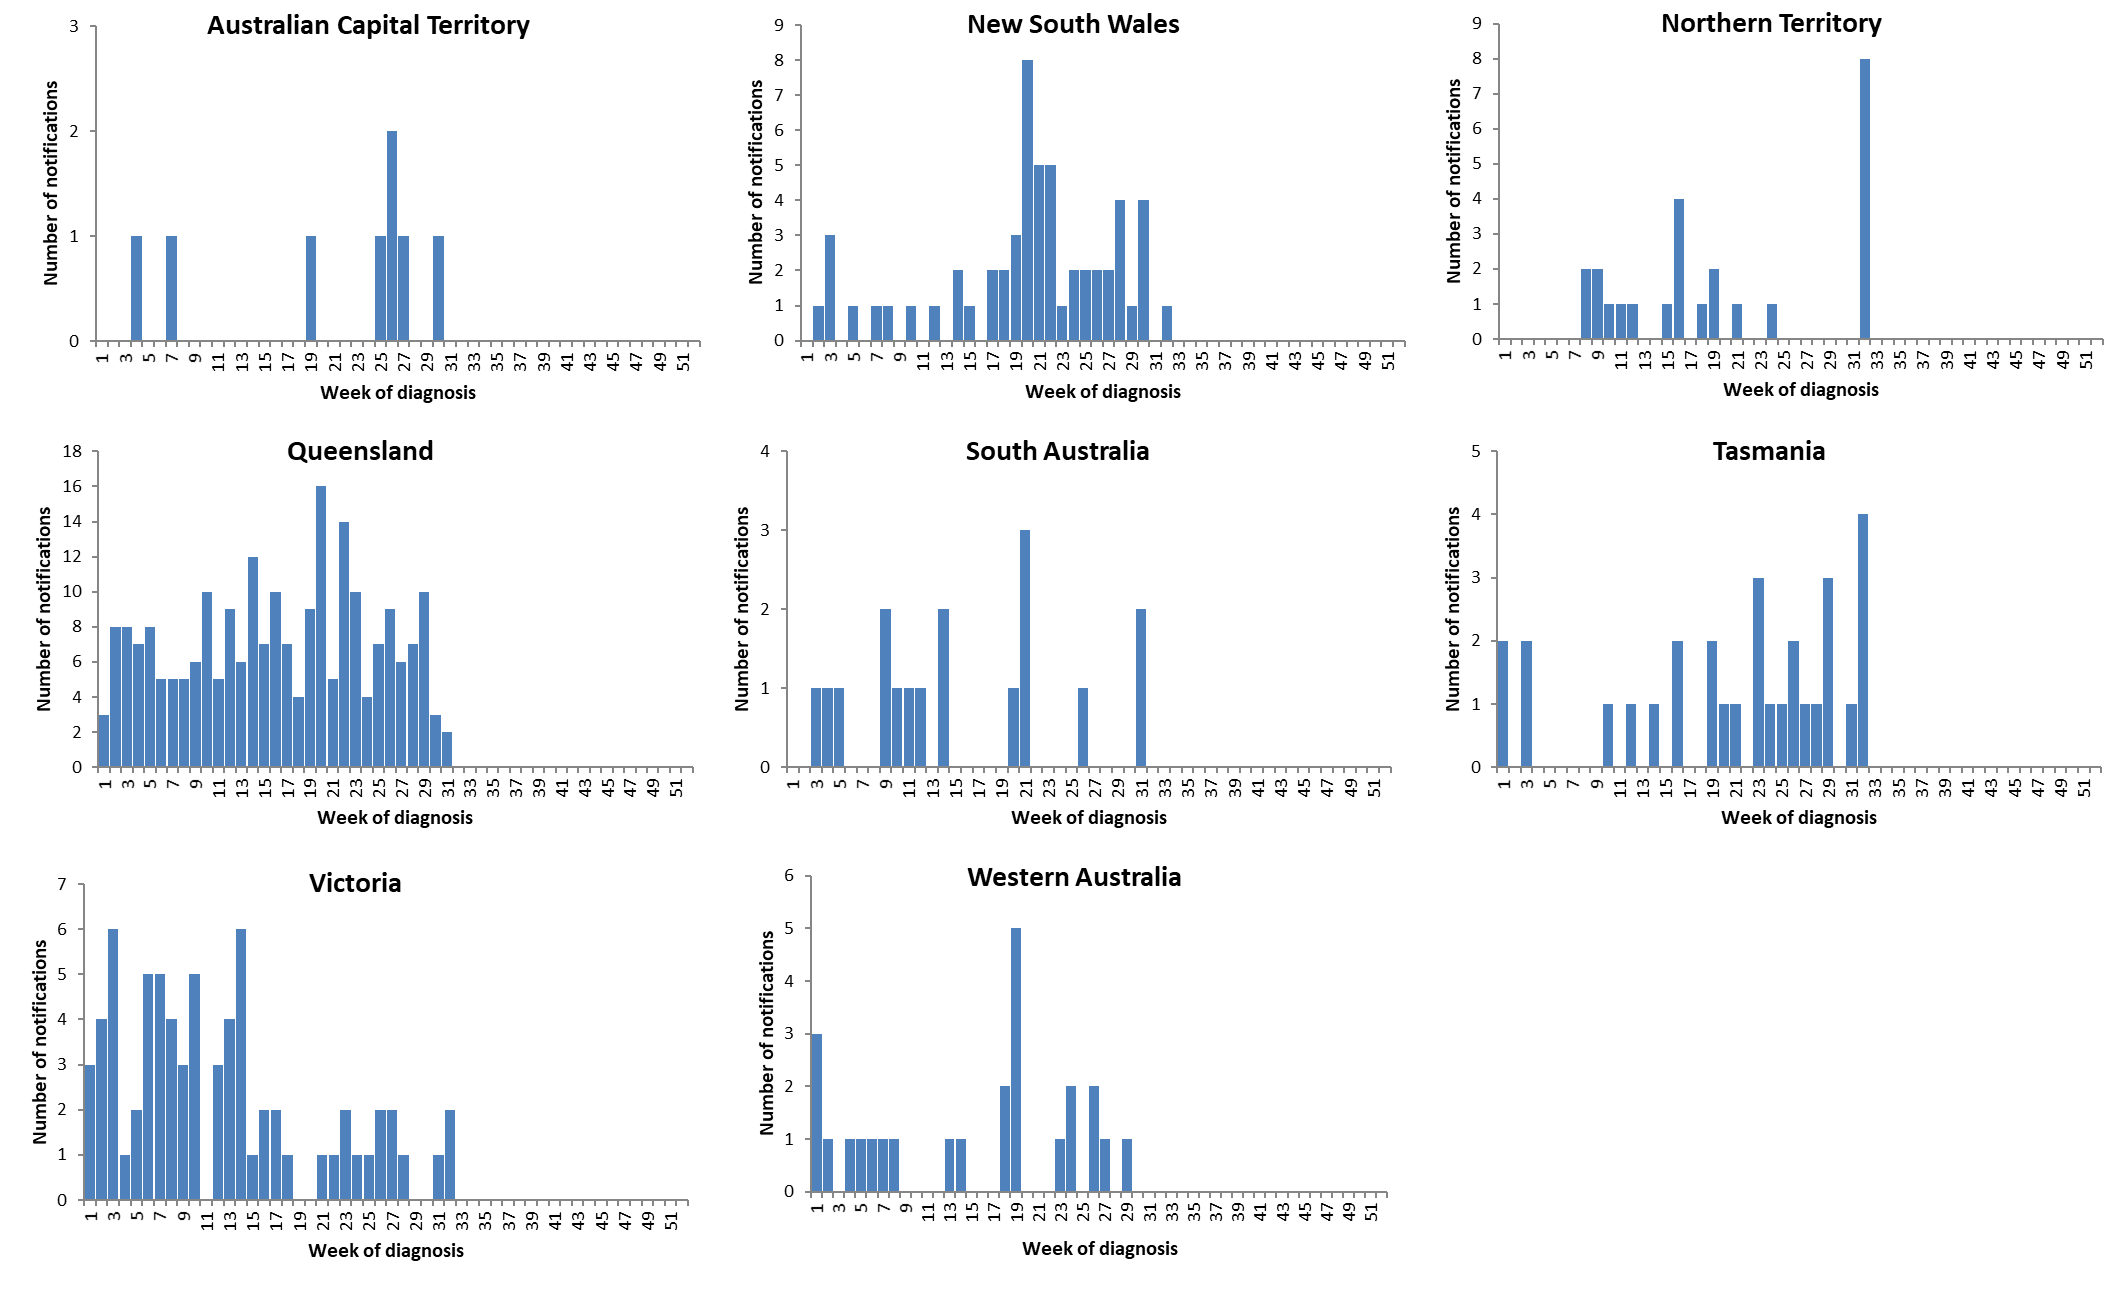 Australian Capital Territory
Number of notifications
3
2
1
0
1 3 5 7 9 11 13 15 17 19 21 23 25 27 29 31 33 35 37 39 41 43 45 47 49 51
Week of diagnosis
New South Wales
Number of notifications
9
8
7
6
5
4
3
2
1
0
1 3 5 7 9 11 13 15 17 19 21 23 25 27 29 31 33 35 37 39 41 43 45 47 49 51
Week of diagnosis
Northern Territory
Number of notifications
9
8
7
6
5
4
3
2
1
0
1 3 5 7 9 11 13 15 17 19 21 23 25 27 29 31 33 35 37 39 41 43 45 47 49 51
Week of diagnosis
Queensland
Number of notifications
18
16
14
12
10
8
6
4
2
0
1 3 5 7 9 11 13 15 17 19 21 23 25 27 29 31 33 35 37 39 41 43 45 47 49 51
Week of diagnosis
South Australia
Number of notifications
4
3
2
1
0
1 3 5 7 9 11 13 15 17 19 21 23 25 27 29 31 33 35 37 39 41 43 45 47 49 51
Week of diagnosis
Tasmania
Number of notifications
5
4
3
2
1
0
1 3 5 7 9 11 13 15 17 19 21 23 25 27 29 31 33 35 37 39 41 43 45 47 49 51
Week of diagnosis
Victoria
Number of notifications
7
6
5
4
3
2
1
0
1 3 5 7 9 11 13 15 17 19 21 23 25 27 29 31 33 35 37 39 41 43 45 47 49 51
Week of diagnosis
Western Australia
Number of notifications
6
5
4
3
2
1
0
1 3 5 7 9 11 13 15 17 19 21 23 25 27 29 31 33 35 37 39 41 43 45 47 49 51
Week of diagnosis